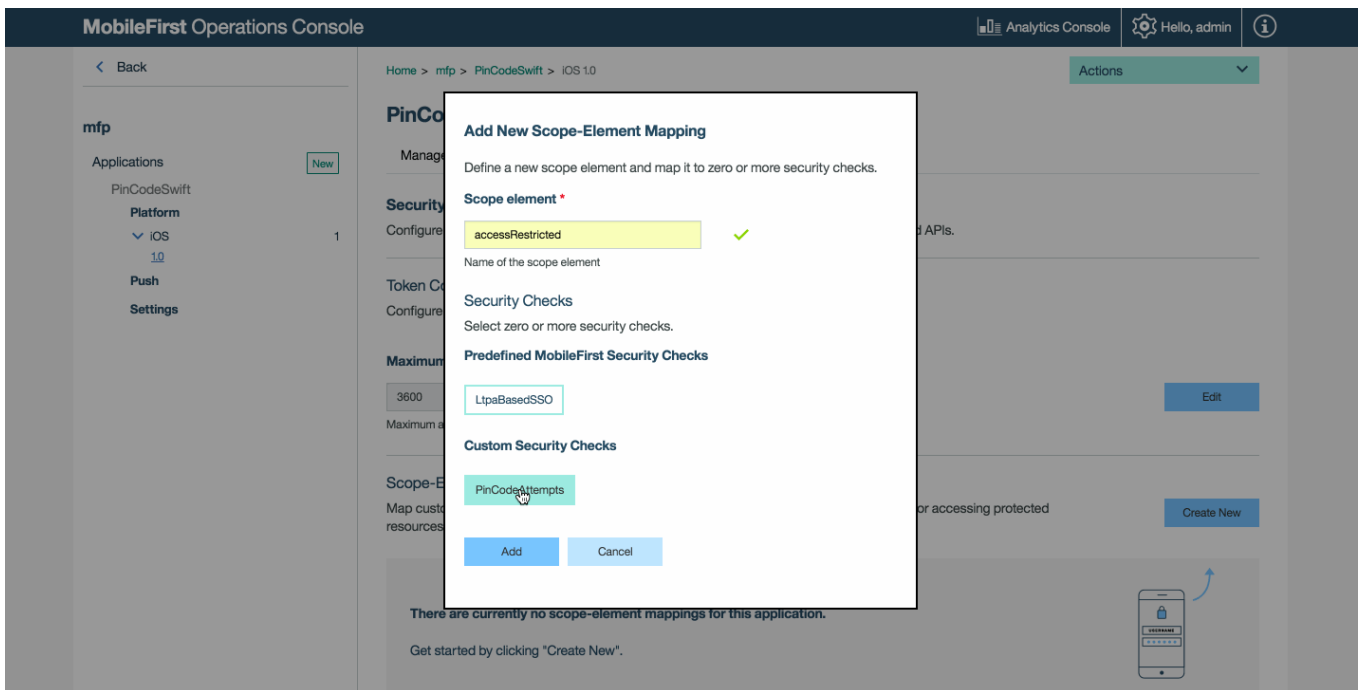 MobileFirst Operations Console
Analytics Console
Hello, admin
Back
Home > mfp > PinCodeSwift > iOS 1.0
Actions
mfp
Applications
New
PinCodeSwift
Platform
iOS
1
1.0
Push
Settings
PinCo
Manage
Security
Configure
d APIs.
Token Co
Configure
Maximum
3600
Edit
Maximum a
Scope-E
Map custo
or accessing protected
resources
Create New
Add New Scope-Element Mapping
Define a new scope element and map it to zero or more security checks.
Scope element *
accessRestricted
Name of the scope element
Security Checks
Select zero or more security checks.
Predefined MobileFirst Security Checks
LtpaBasedSSO
Custom Security Checks
PinCodeAttempts
Add
Cancel
There are currently no scope-element mappings for this application.
Get started by clicking "Create New".
USERNAME